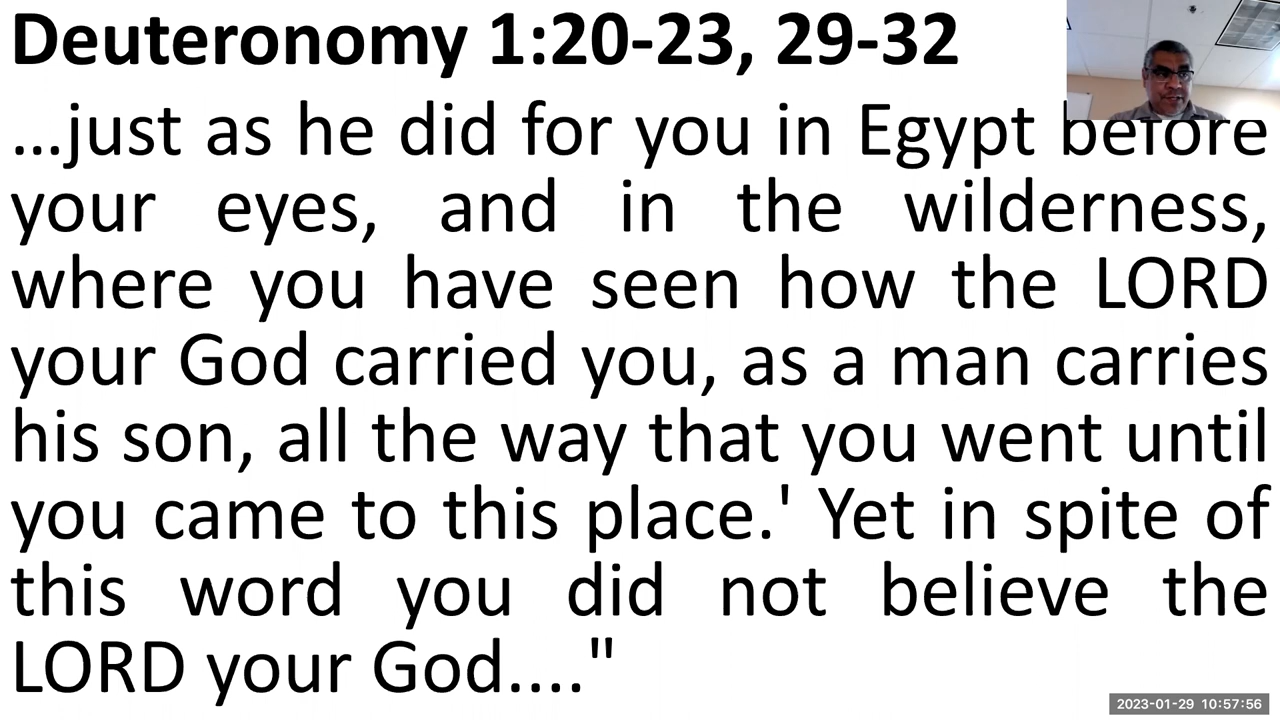 Deuteronomy 1:20-23, 29-32
...just as he did for you in Egypt before
your eyes, and in the wilderness,
where you have seen how the LORD
your God carried you, as a man carries
his son, all the way that you went until
you came to this place.' Yet in spite of
this word you did not believe the
LORD your God...."
2023-01-29 10:57:56